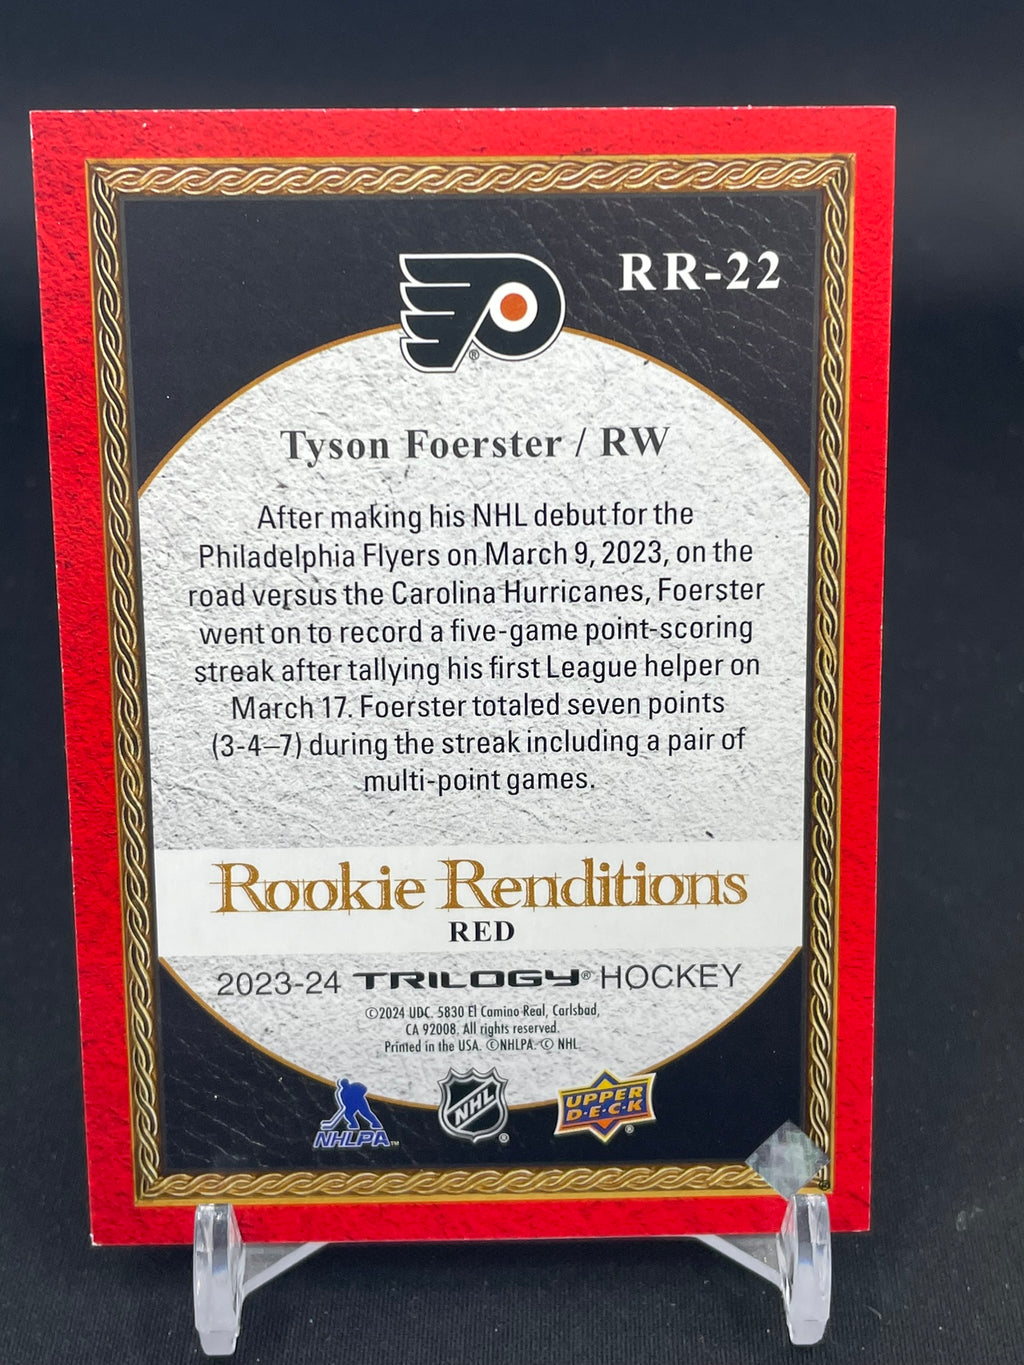 RR-22
Tyson Foerster / RW
After making his NHL debut for the
Philadelphia Flyers on March 9, 2023, on the
road versus the Carolina Hurricanes, Foerster
went on to record a five-game point-scoring
streak after tallying his first League helper on
March 17. Foerster totaled seven points
(3-4–7) during the streak including a pair of
multi-point games.
Rookie Renditions
RED
2023-24 TRILOGY® HOCKEY
©2024 UDC. 5830 El Camino Real, Carlsbad,
CA 92008. All rights reserved.
Printed in the USA. ©NHLPA. © NHL.
NHLPA™
NHL®
UPPER
D·E·C·K®